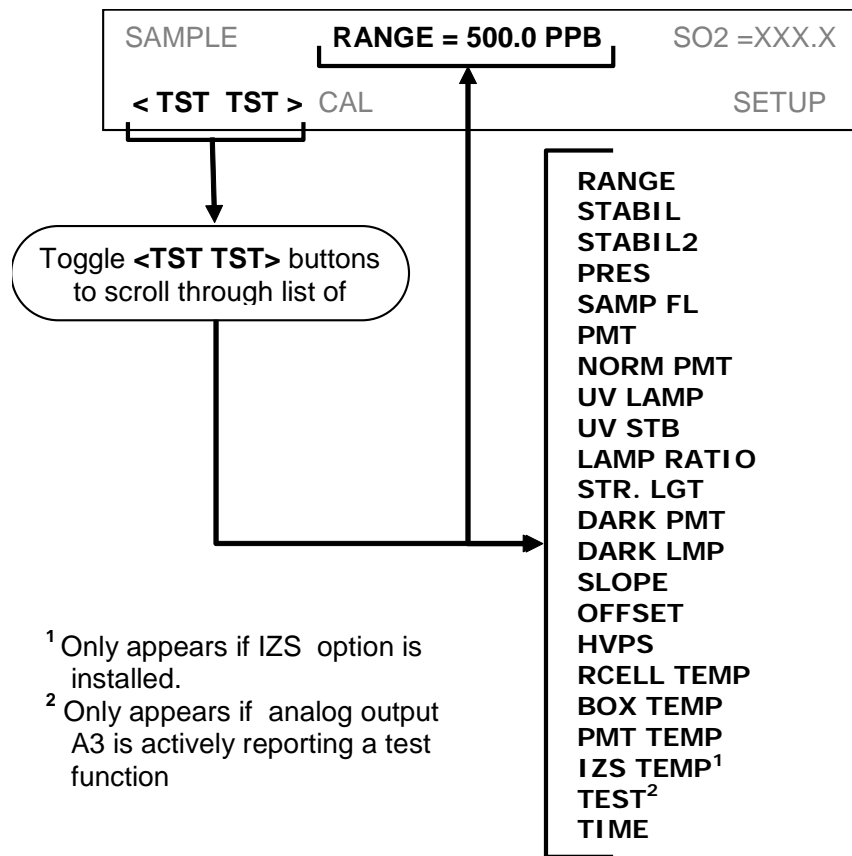 SAMPLE RANGE = 500.0 PPB SO2 =XXX.X
< TST TST > CAL SETUP
Toggle <TST TST> buttons
to scroll through list of
RANGE
STABIL
STABIL2
PRES
SAMP FL
PMT
NORM PMT
UV LAMP
UV STB
LAMP RATIO
STR. LGT
DARK PMT
DARK LMP
SLOPE
OFFSET
HVPS
RCELL TEMP
BOX TEMP
PMT TEMP
IZS TEMP¹
TEST²
TIME
¹ Only appears if IZS option is
installed.
² Only appears if analog output
A3 is actively reporting a test
function